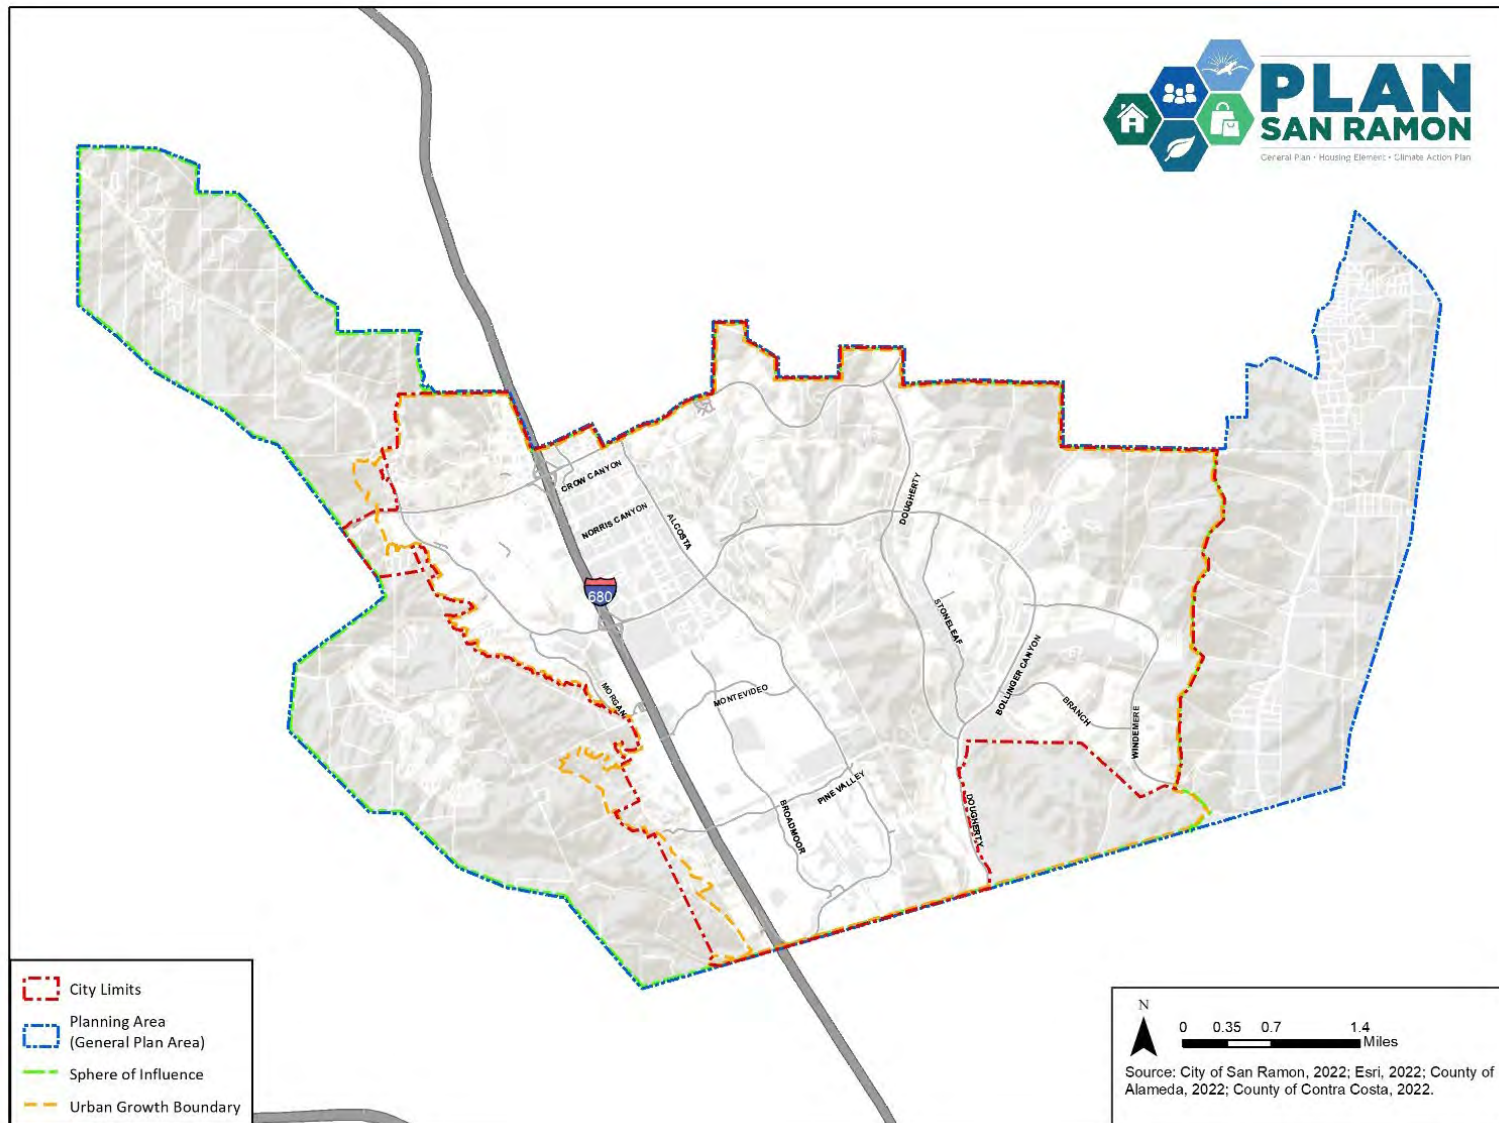 PLAN
SAN RAMON
General Plan • Housing Element • Climate Action Plan
CROW CANYON
NORRIS CANYON
ALCOSTA
DOUGHERTY
680
STONELEAF
BOLLINGER CANYON
MORGAN
MONTEVIDEO
BRANCH
WINDEMERE
PINE VALLEY
BROADMOOR
DOUGHERTY
City Limits
Planning Area
(General Plan Area)
Sphere of Influence
Urban Growth Boundary
N
0 0.35 0.7 1.4
Miles
Source: City of San Ramon, 2022; Esri, 2022; County of
Alameda, 2022; County of Contra Costa, 2022.